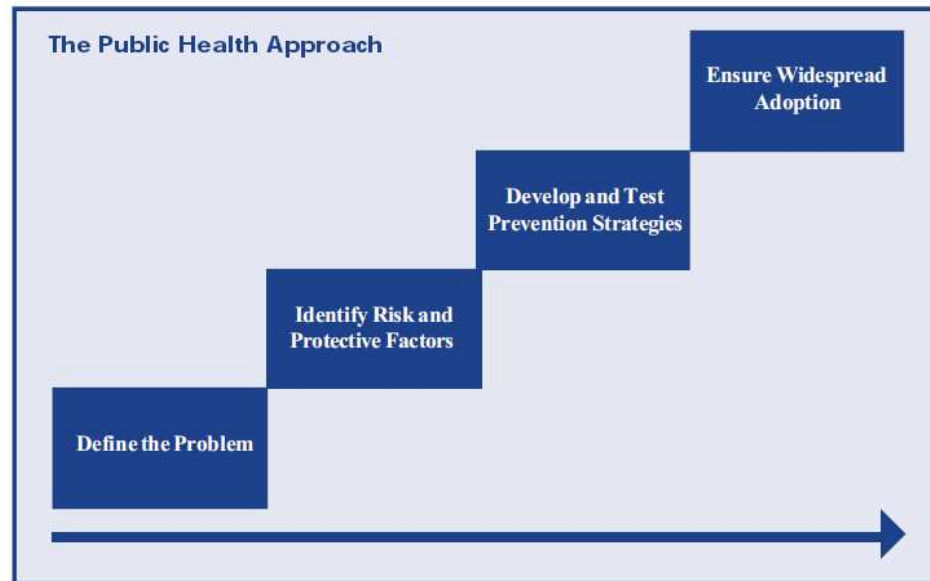 The Public Health Approach
Ensure Widespread
Adoption
Develop and Test
Prevention Strategies
Identify Risk and
Protective Factors
Define the Problem